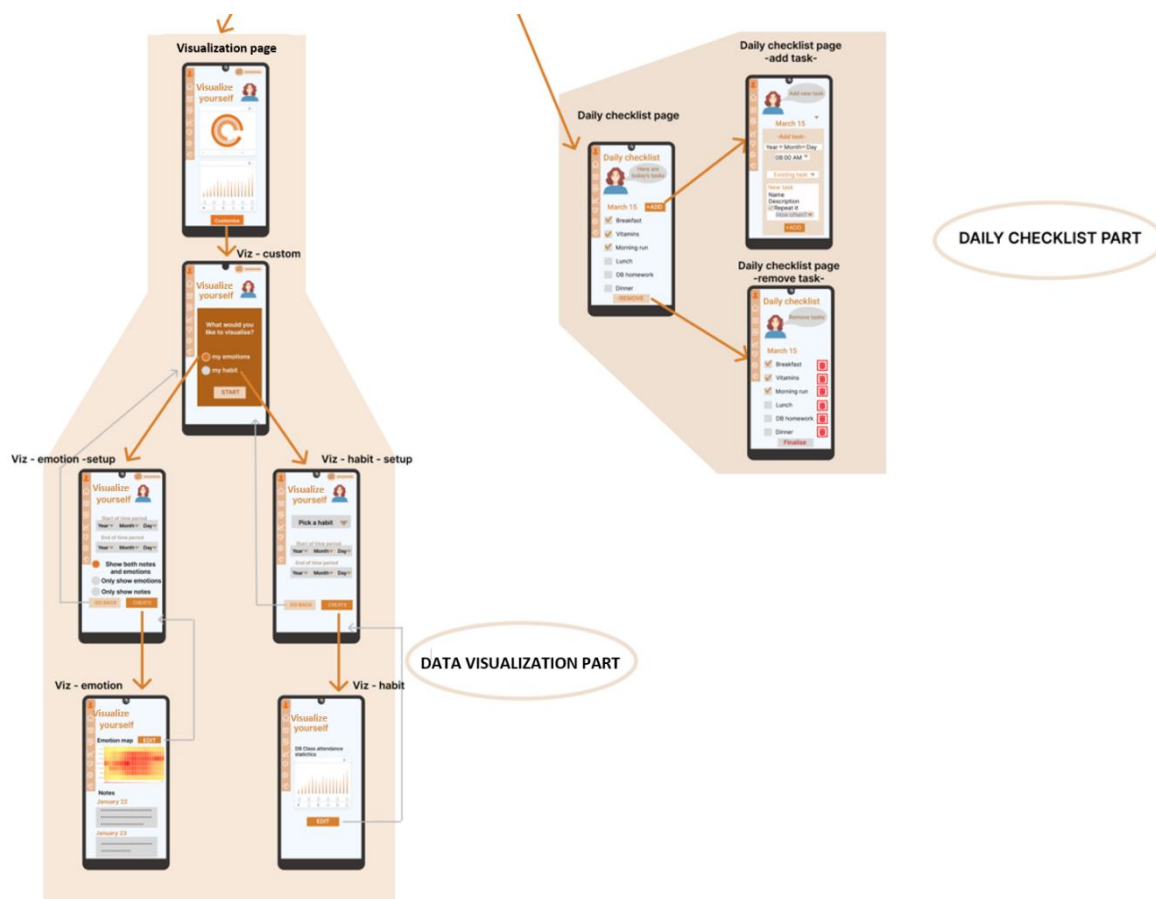 Visualization page
Visualize
yourself
Customise
Viz - custom
Visualize
yourself
What would you
like to visualise?
my emotions
my habit
START
Viz - emotion -setup
Visualize
yourself
Start of time period
Year Month Day
End of time period
Year Month Day
Show both notes
and emotions
Only show emotions
Only show notes
GO BACK
CREATE
Viz - habit - setup
Visualize
yourself
Pick a habit
Start of time period
Year Month Day
End of time period
Year Month Day
GO BACK
CREATE
DATA VISUALIZATION PART
Viz - emotion
Visualize
yourself
Emotion map
EDIT
Notes
January 22
January 23
Viz - habit
Visualize
yourself
DB Class attendance
statictics
EDIT
Daily checklist page
Daily checklist
Here are
today's tasks
March 15
+ADD
Breakfast
Vitamins
Morning run
Lunch
DB homework
Dinner
-REMOVE
Daily checklist page
-add task-
Add new task
March 15
-Add task-
Year Month Day
08:00 AM
Existing task
New task
Name
Description
Repeat it
How often?
+ADD
Daily checklist page
-remove task-
Daily checklist
Remove tasks
March 15
Breakfast
Vitamins
Morning run
Lunch
DB homework
Dinner
Finalise
DAILY CHECKLIST PART